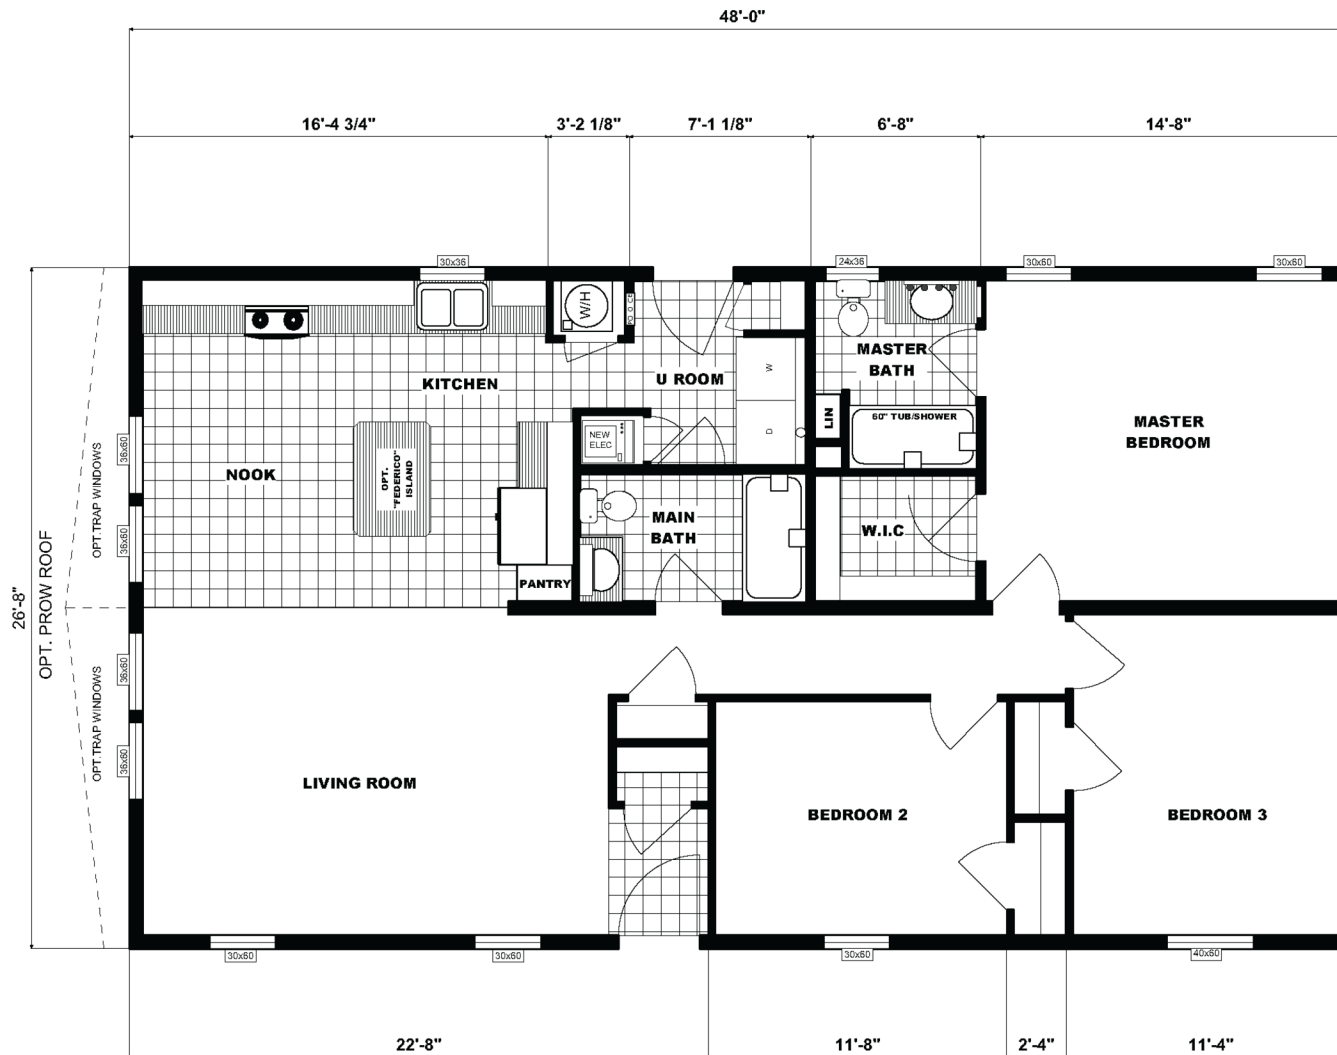 48'-0"
16'-4 3/4"
3'-2 1/8"
7'-1 1/8"
6'-8"
14'-8"
30x36
24x36
30x60
30x60
W/H
W
D
KITCHEN
U ROOM
MASTER
BATH
LIN
60" TUB/SHOWER
MASTER
BEDROOM
NEW
ELEC
NOOK
OPT.
"FEDERICO"
ISLAND
MAIN
BATH
W.I.C
PANTRY
36x60
36x60
OPT.TRAP WINDOWS
OPT. PROW ROOF
26'-8"
36x60
36x60
OPT.TRAP WINDOWS
LIVING ROOM
BEDROOM 2
BEDROOM 3
30x60
30x60
30x60
40x60
22'-8"
11'-8"
2'-4"
11'-4"